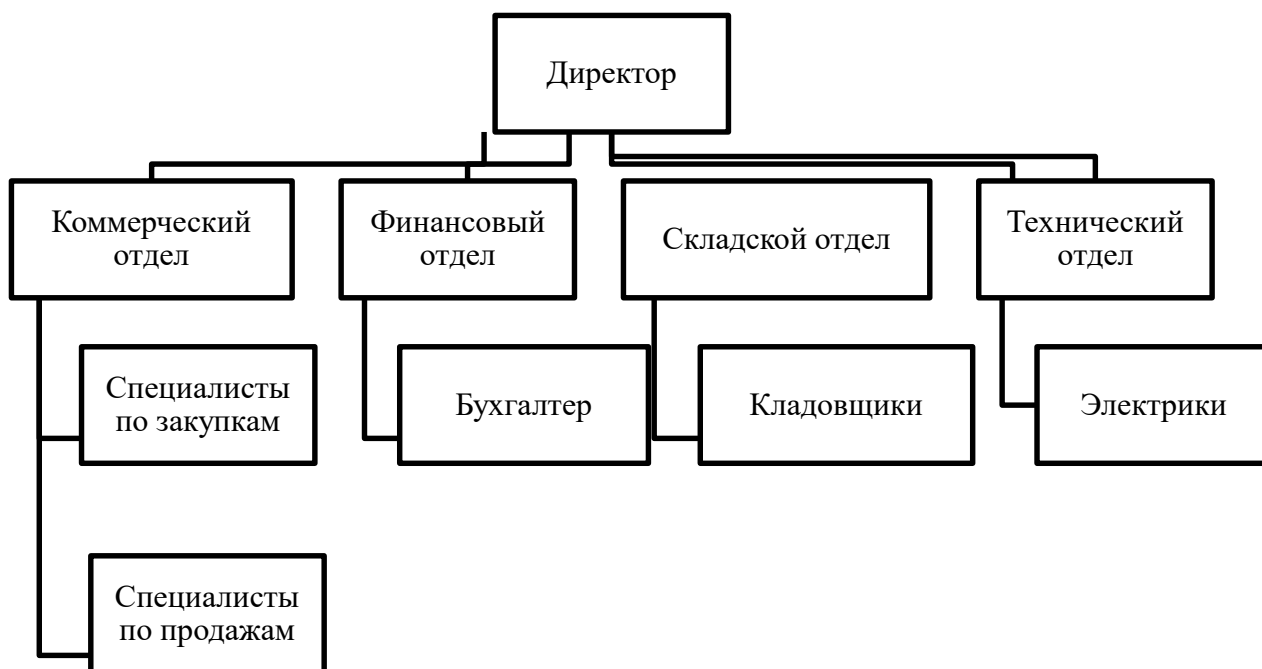 Директор
Коммерческий
отдел
Финансовый
отдел
Складской отдел
Технический
отдел
Специалисты
по закупкам
Бухгалтер
Кладовщики
Электрики
Специалисты
по продажам